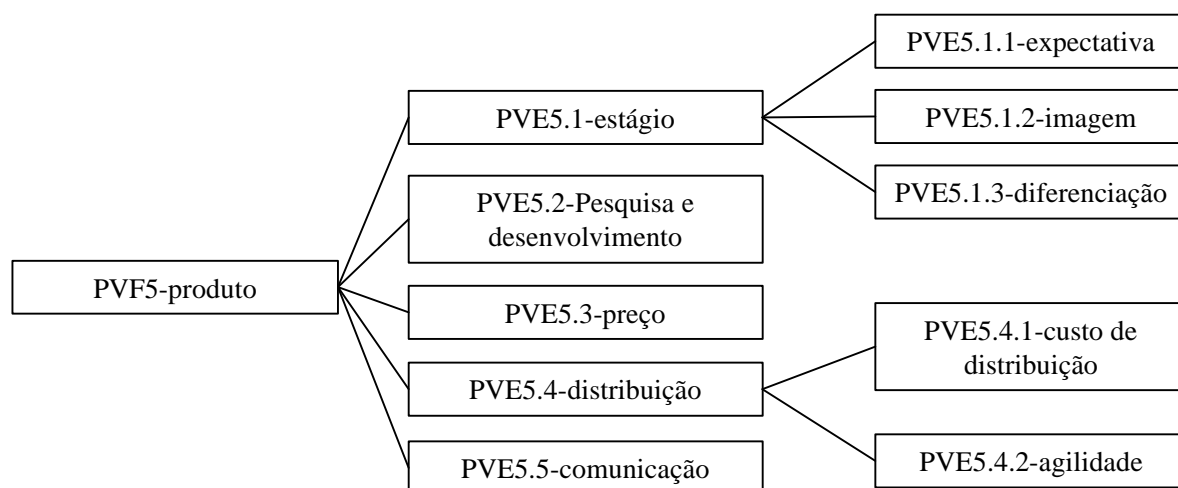 PVF5-produto
PVE5.1-estágio
PVE5.1.1-expectativa
PVE5.1.2-imagem
PVE5.1.3-diferenciação
PVE5.2-Pesquisa e
desenvolvimento
PVE5.3-preço
PVE5.4-distribuição
PVE5.4.1-custo de
distribuição
PVE5.4.2-agilidade
PVE5.5-comunicação